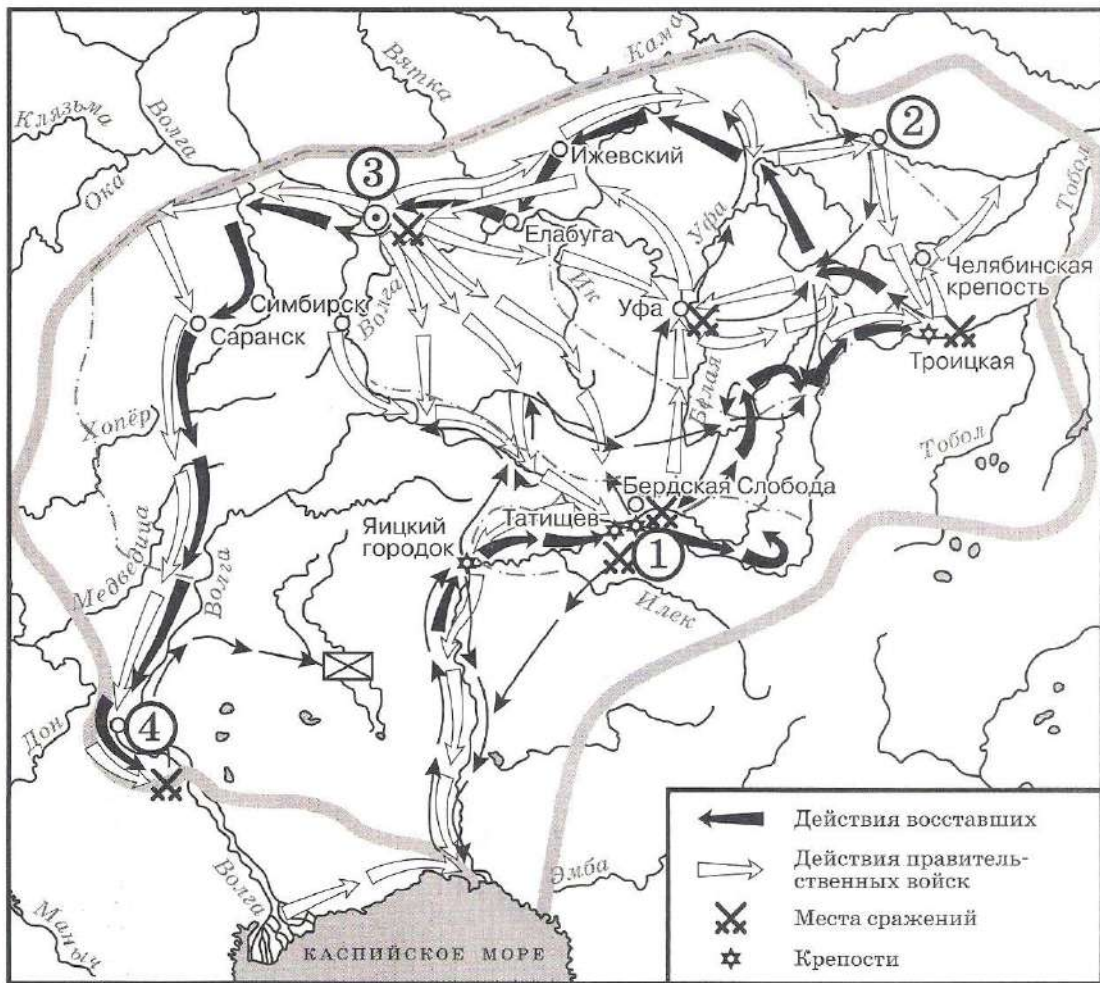 Кама
Вятка
Клязьма
Волга
2
Ижевский
3
Тобол
Ока
Елабуга
Уфа
Челябинская
крепость
Ик
Симбирск
Волга
Уфа
Саранск
Троицкая
Белая
Хопёр
Тобол
Бердская Слобода
Татищев
Яицкий
городок
1
Медведица
Волга
Илек
Дон
4
Действия восставших
Действия правитель-
ственных войск
Эмба
Волга
Места сражений
Маныч
КАСПИЙСКОЕ МОРЕ
Крепости